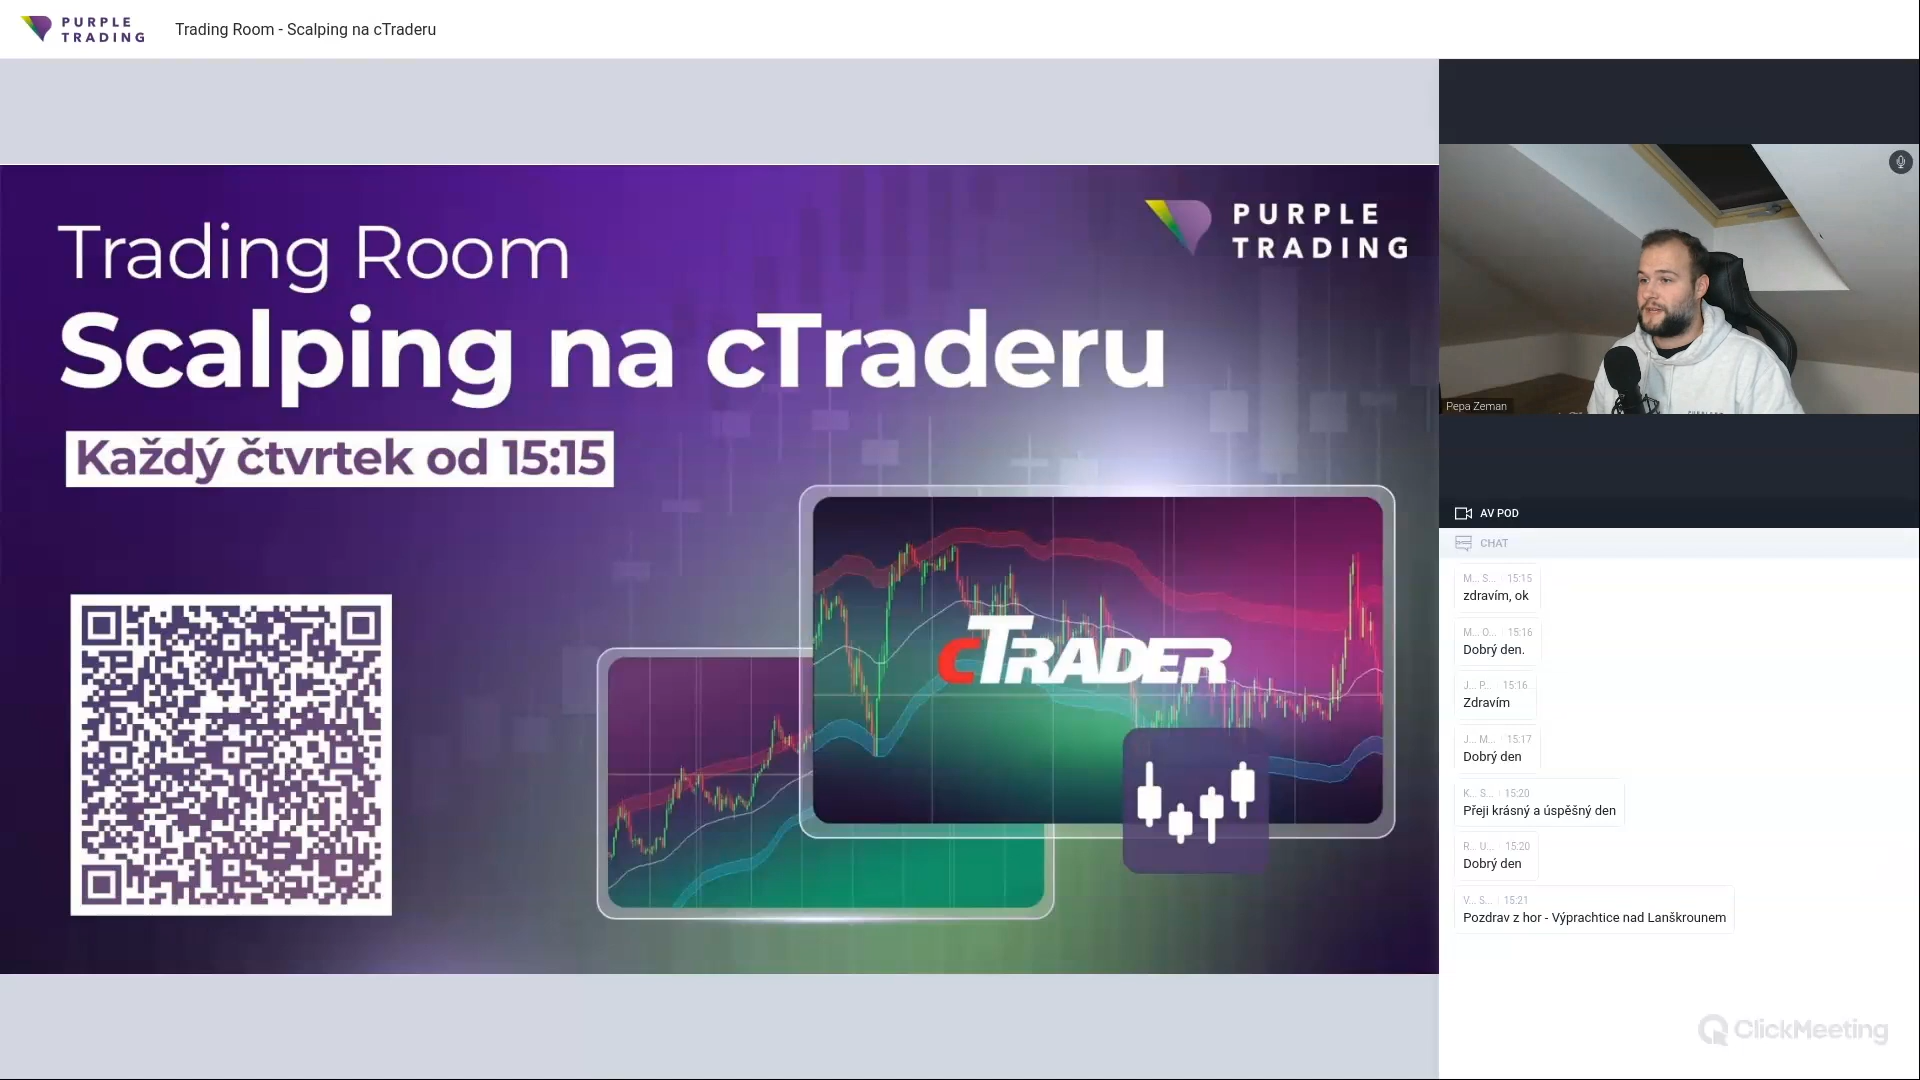 PURPLE
TRADING
Trading Room - Scalping na cTraderu
Trading Room
Scalping na cTraderu
Každý čtvrtek od 15:15
PURPLE
TRADING
cTRADER
Pepa Zeman
AV POD
CHAT
M... S... 15:15
zdravím, ok
M... O... 15:16
Dobrý den.
J... P... 15:16
Zdravím
J... M... 15:17
Dobrý den
K... S... 15:20
Přeji krásný a úspěšný den
R... U... 15:20
Dobrý den
V... S... 15:21
Pozdrav z hor - Výprachtice nad Lanškrounem
ClickMeeting